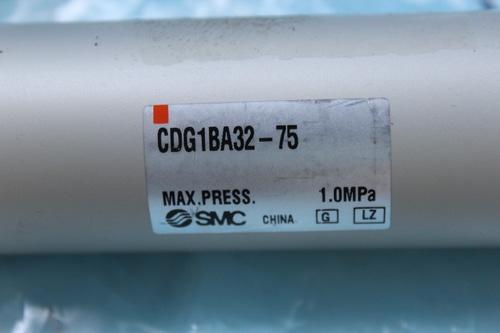 CDG1BA32-75
MAX.PRESS. 1.0MPa
SMC CHINA G LZ